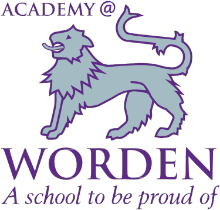 ACADEMY @
WORDEN
A school to be proud of